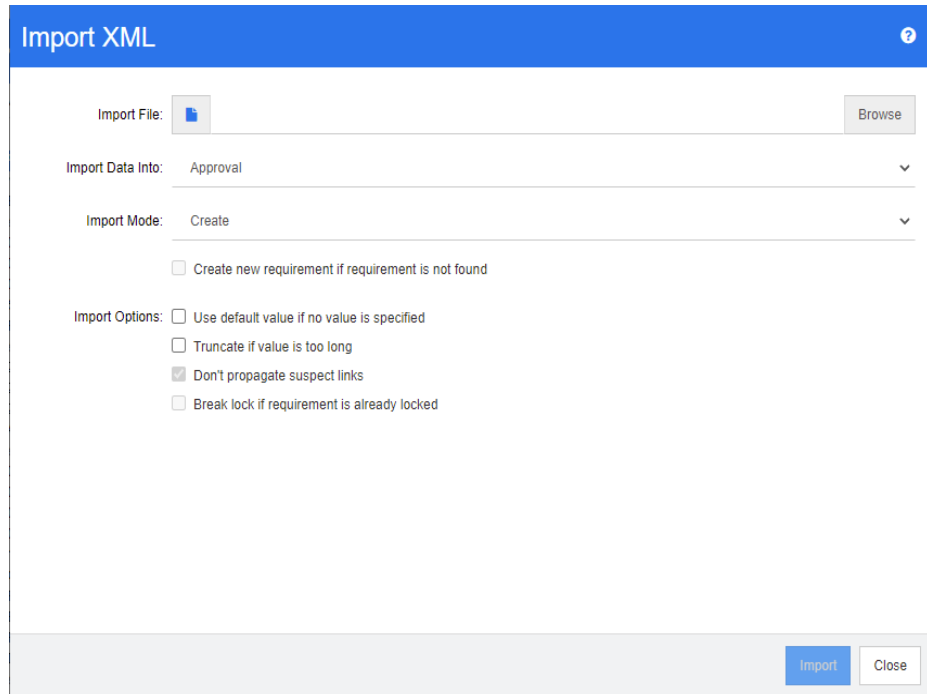 Import XML
Import File: Browse
Import Data Into: Approval
Import Mode: Create
Create new requirement if requirement is not found
Import Options: Use default value if no value is specified
Truncate if value is too long
Don't propagate suspect links
Break lock if requirement is already locked
Import Close